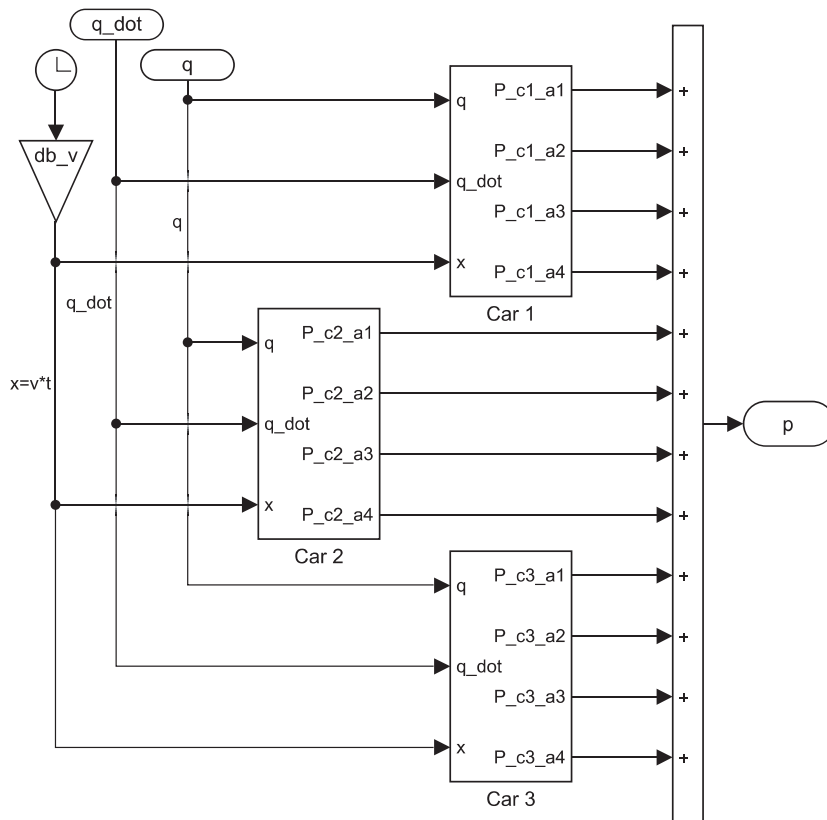 q_dot
q
db_v
q
q_dot
x=v*t
q
q_dot
x
P_c1_a1
P_c1_a2
P_c1_a3
P_c1_a4
Car 1
q
q_dot
x
P_c2_a1
P_c2_a2
P_c2_a3
P_c2_a4
Car 2
q
q_dot
x
P_c3_a1
P_c3_a2
P_c3_a3
P_c3_a4
Car 3
+
+
+
+
+
+
+
+
+
+
+
+
p